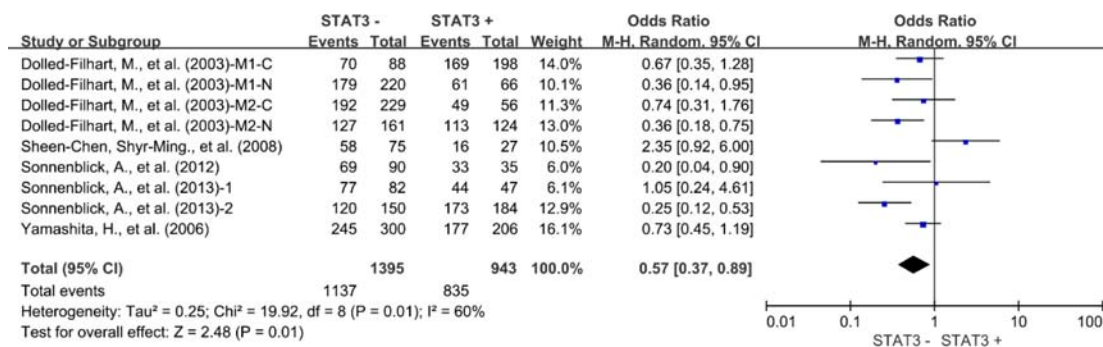 STAT3 - STAT3 + Odds Ratio Odds Ratio
Study or Subgroup Events Total Events Total Weight M-H, Random, 95% CI M-H, Random, 95% CI
Dolled-Filhart, M., et al. (2003)-M1-C 70 88 169 198 14.0% 0.67 [0.35, 1.28]
Dolled-Filhart, M., et al. (2003)-M1-N 179 220 61 66 10.1% 0.36 [0.14, 0.95]
Dolled-Filhart, M., et al. (2003)-M2-C 192 229 49 56 11.3% 0.74 [0.31, 1.76]
Dolled-Filhart, M., et al. (2003)-M2-N 127 161 113 124 13.0% 0.36 [0.18, 0.75]
Sheen-Chen, Shyr-Ming., et al. (2008) 58 75 16 27 10.5% 2.35 [0.92, 6.00]
Sonnenblick, A., et al. (2012) 69 90 33 35 5.9% 0.20 [0.04, 0.90]
Sonnenblick, A., et al. (2013)-1 77 82 44 47 6.1% 1.05 [0.24, 4.61]
Sonnenblick, A., et al. (2013)-2 120 150 173 184 12.9% 0.25 [0.12, 0.53]
Yamashita, H., et al. (2006) 245 300 177 206 16.1% 0.73 [0.45, 1.19]
Total (95% CI) 1395 943 100.0% 0.57 [0.37, 0.89]
Total events 1137 835
Heterogeneity: Tau² = 0.25; Chi² = 19.92, df = 8 (P = 0.01); I² = 60%
Test for overall effect: Z = 2.48 (P = 0.01)
0.01 0.1 1 10 100
STAT3 - STAT3 +